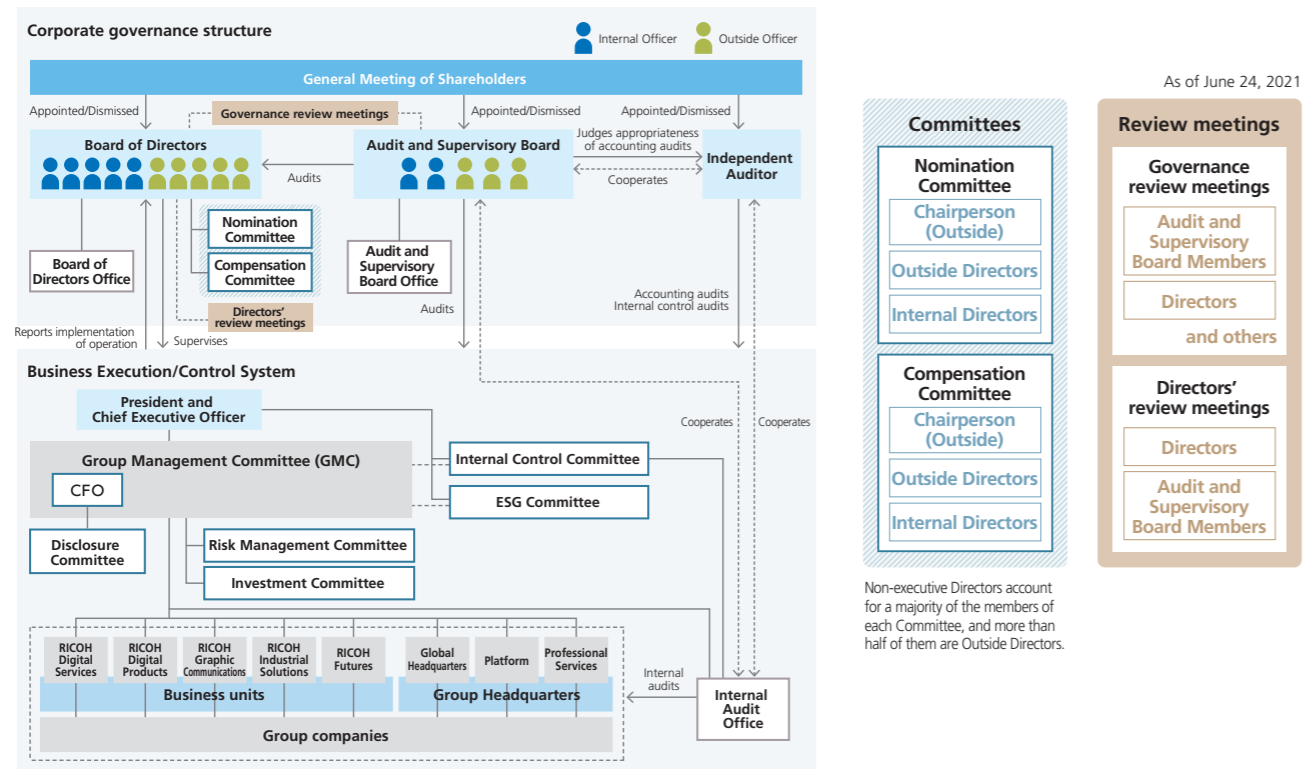 Corporate governance structure
Internal Officer
Outside Officer
General Meeting of Shareholders
Appointed/Dismissed
Governance review meetings
Appointed/Dismissed
Appointed/Dismissed
Board of Directors
Audits
Audit and Supervisory Board
Judges appropriateness
of accounting audits
Cooperates
Independent
Auditor
Board of
Directors Office
Nomination
Committee
Compensation
Committee
Audit and
Supervisory
Board Office
Directors’
review meetings
Audits
Accounting audits
Internal control audits
Reports implementation
of operation
Supervises
Business Execution/Control System
President and
Chief Executive Officer
Cooperates
Cooperates
Group Management Committee (GMC)
CFO
Internal Control Committee
ESG Committee
Disclosure
Committee
Risk Management Committee
Investment Committee
RICOH
Digital
Services
RICOH
Digital
Products
RICOH
Graphic
Communications
RICOH
Industrial
Solutions
RICOH
Futures
Global
Headquarters
Platform
Professional
Services
Business units
Group Headquarters
Group companies
Internal
audits
Internal
Audit
Office
As of June 24, 2021
Committees
Nomination
Committee
Chairperson
(Outside)
Outside Directors
Internal Directors
Compensation
Committee
Chairperson
(Outside)
Outside Directors
Internal Directors
Non-executive Directors account
for a majority of the members of
each Committee, and more than
half of them are Outside Directors.
Review meetings
Governance
review meetings
Audit and
Supervisory
Board Members
Directors
and others
Directors’
review meetings
Directors
Audit and
Supervisory
Board Members